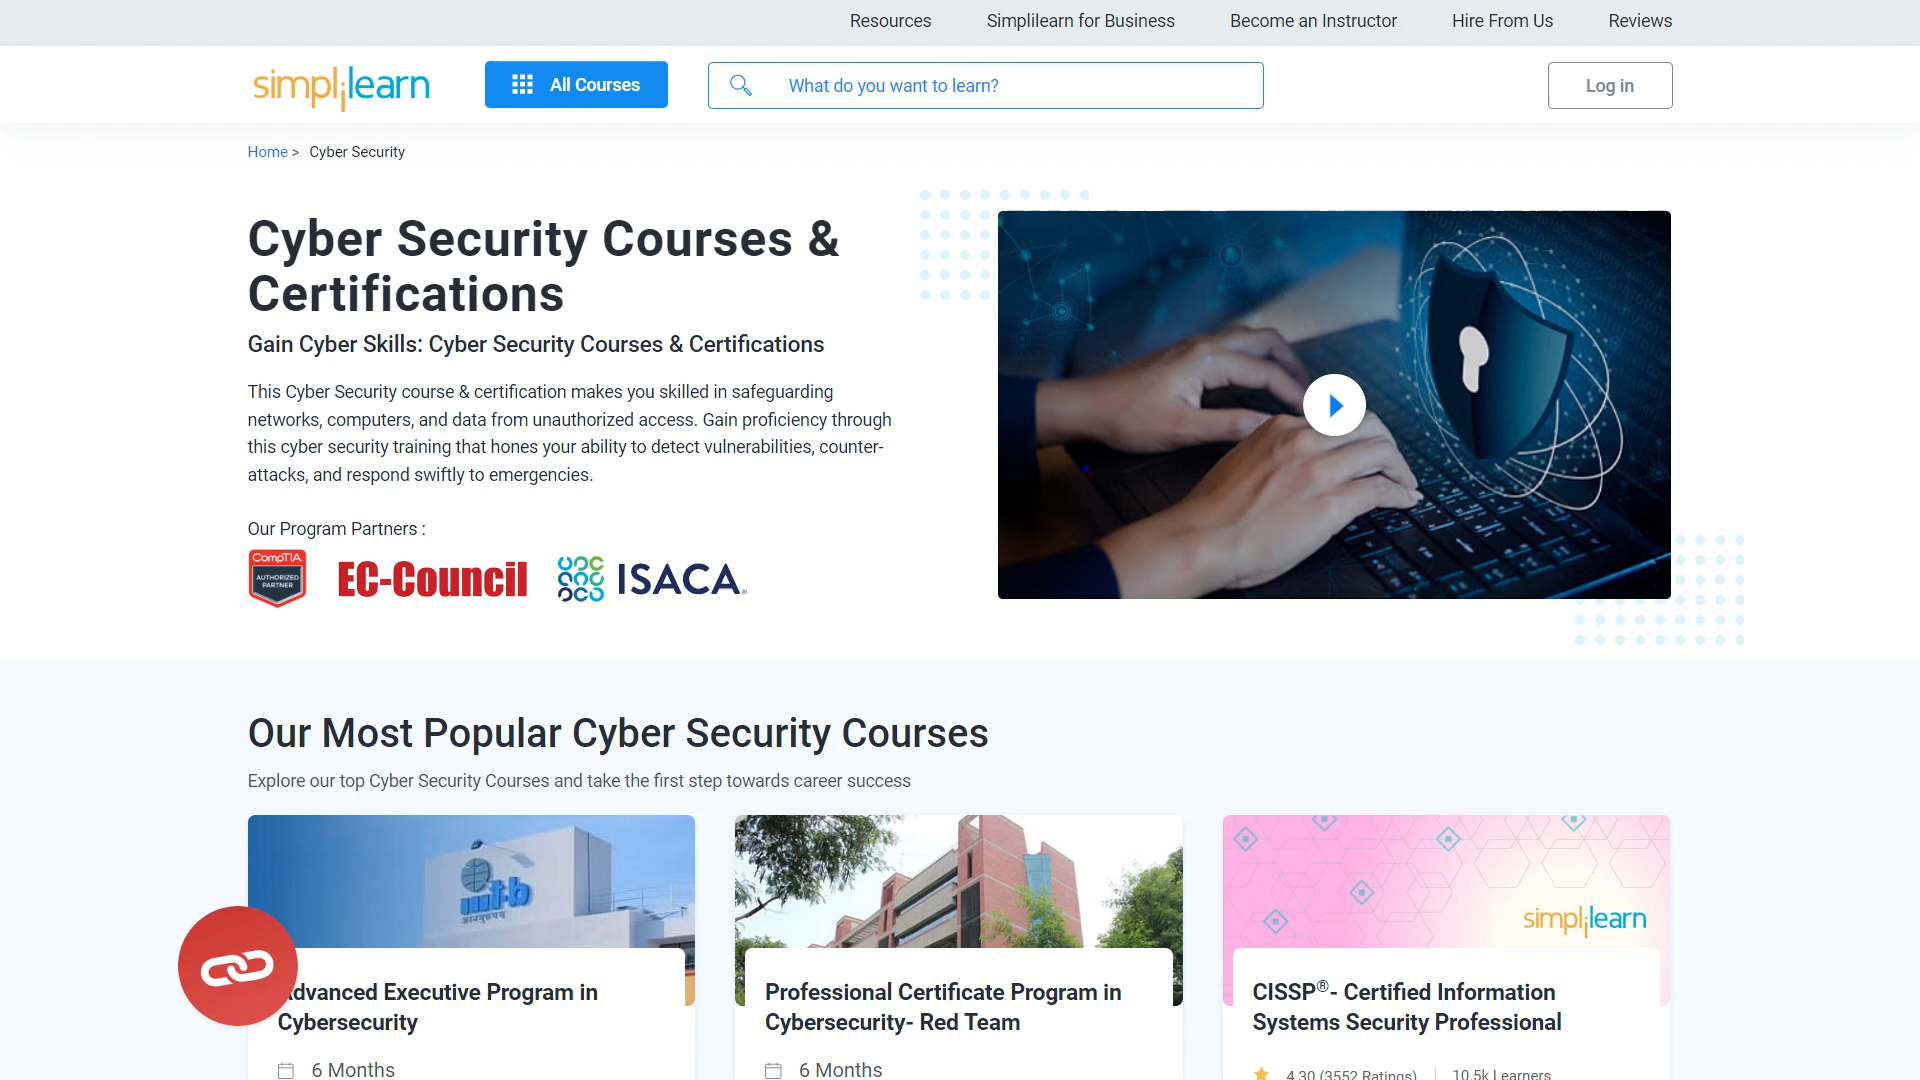 Resources Simplilearn for Business Become an Instructor Hire From Us Reviews
simplilearn All Courses What do you want to learn? Log in
Home > Cyber Security
Cyber Security Courses &
Certifications
Gain Cyber Skills: Cyber Security Courses & Certifications
This Cyber Security course & certification makes you skilled in safeguarding
networks, computers, and data from unauthorized access. Gain proficiency through
this cyber security training that hones your ability to detect vulnerabilities, counter-
attacks, and respond swiftly to emergencies.
Our Program Partners :
CompTIA
AUTHORIZED
PARTNER
EC-Council
ISACA®
Our Most Popular Cyber Security Courses
Explore our top Cyber Security Courses and take the first step towards career success
simplilearn
Advanced Executive Program in
Cybersecurity
6 Months
Professional Certificate Program in
Cybersecurity- Red Team
6 Months
CISSP®- Certified Information
Systems Security Professional
4.30 (3552 Ratings) 10.5k Learners